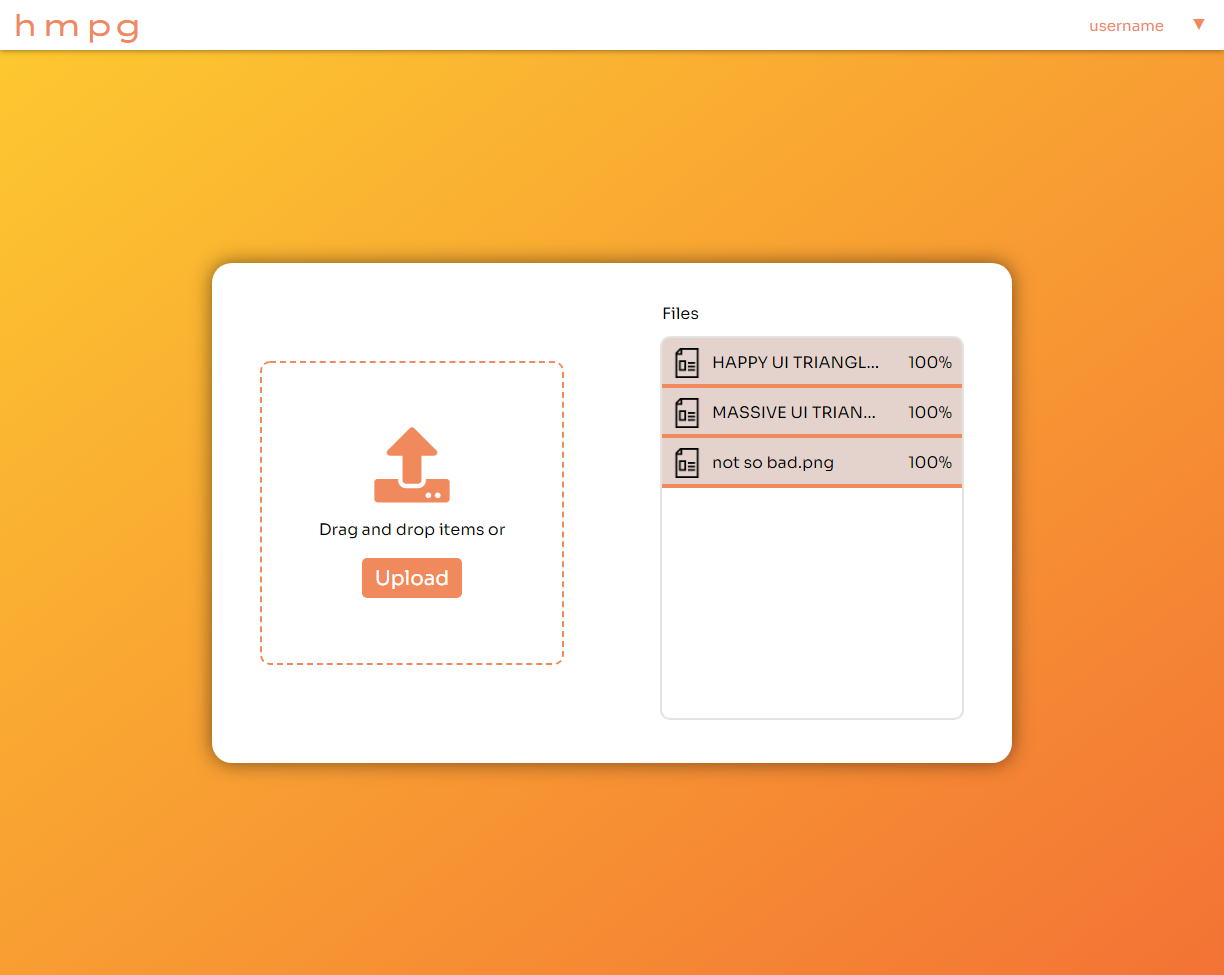 hmpg
username
Drag and drop items or
Upload
Files
HAPPY UI TRIANGL... 100%
MASSIVE UI TRIAN... 100%
not so bad.png 100%